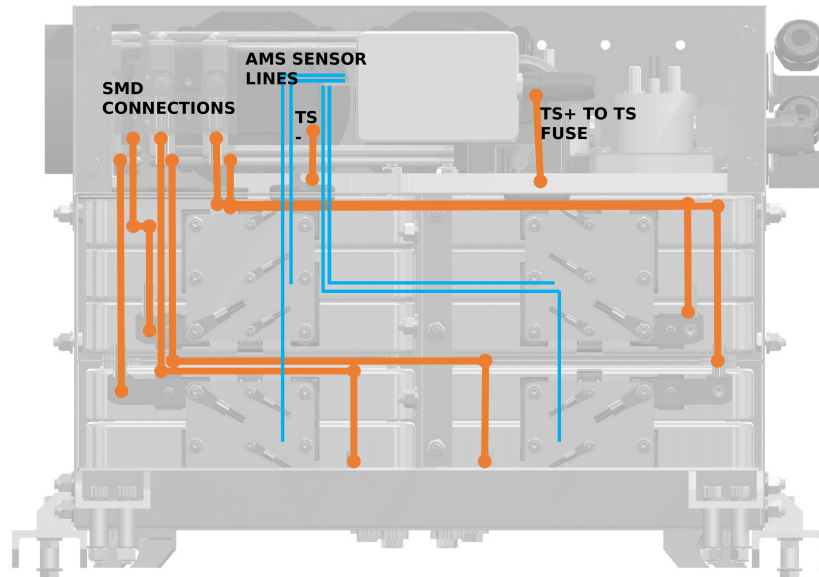 AMS SENSOR
LINES
SMD
CONNECTIONS
TS
-
TS+ TO TS
FUSE